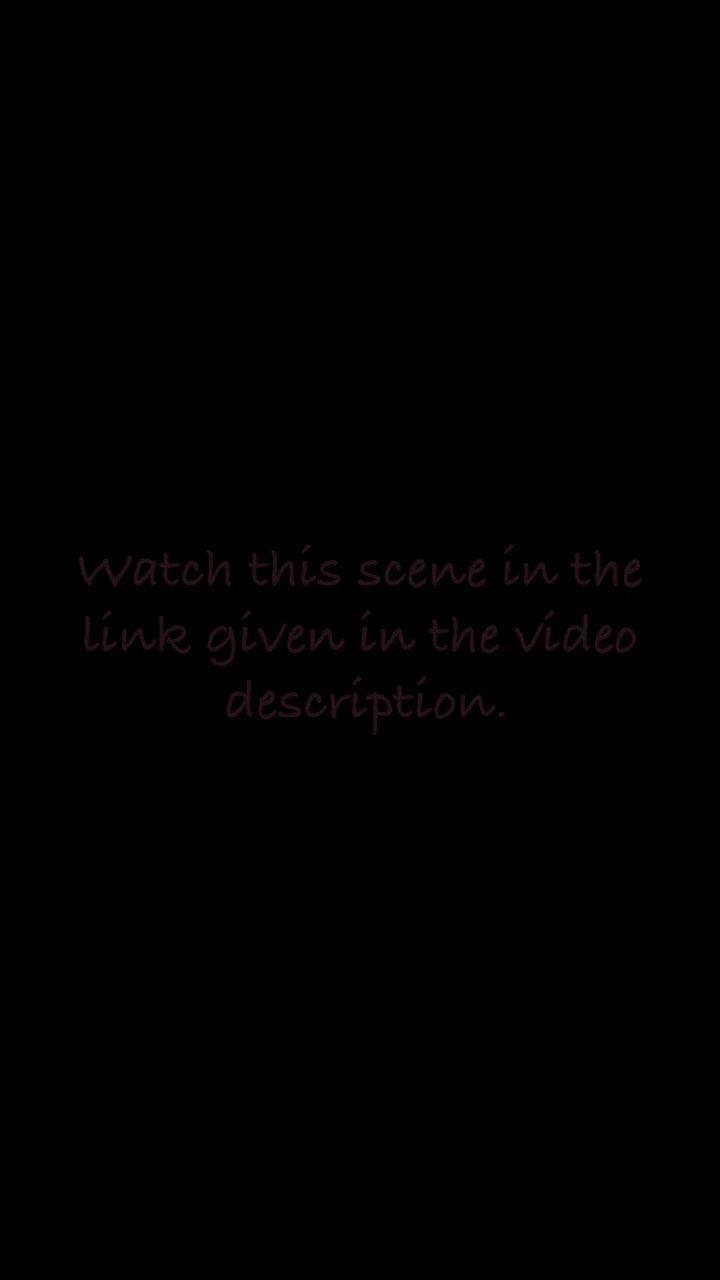 Watch this scene in the
link given in the video
description.